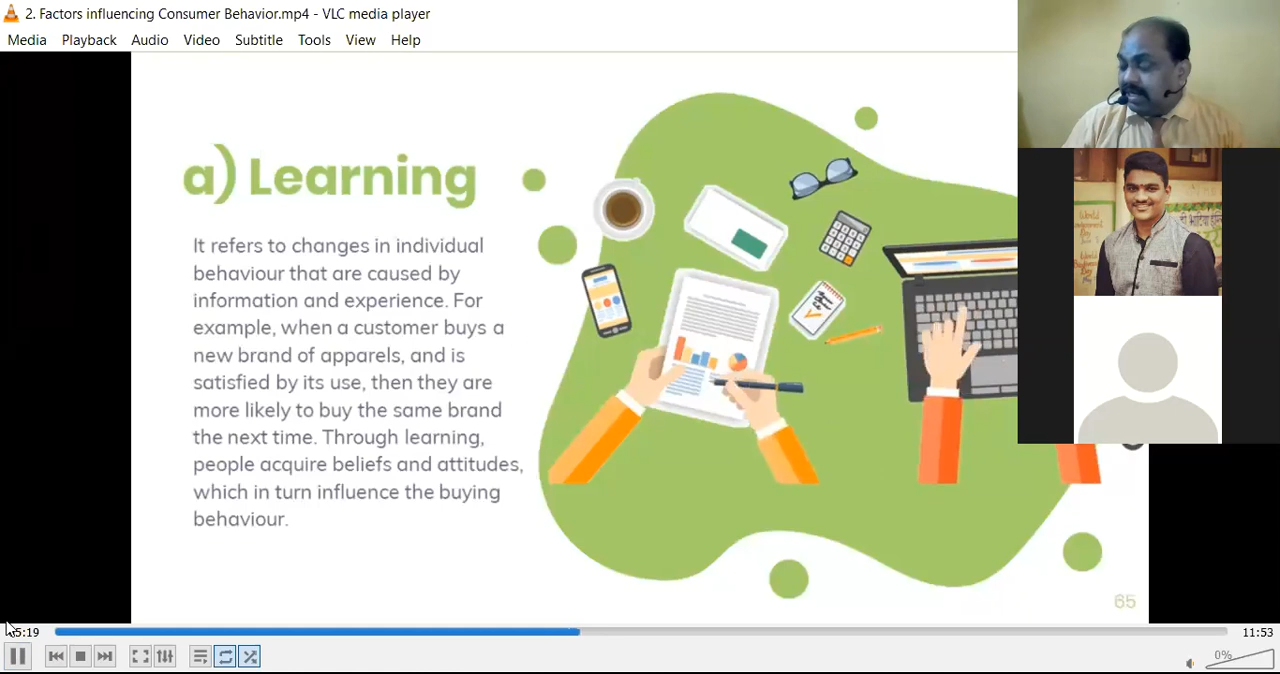 2. Factors influencing Consumer Behavior.mp4 - VLC media player
Media Playback Audio Video Subtitle Tools View Help
a) Learning
It refers to changes in individual
behaviour that are caused by
information and experience. For
example, when a customer buys a
new brand of apparels, and is
satisfied by its use, then they are
more likely to buy the same brand
the next time. Through learning,
people acquire beliefs and attitudes,
which in turn influence the buying
behaviour.
65
5:19
11:53
0%